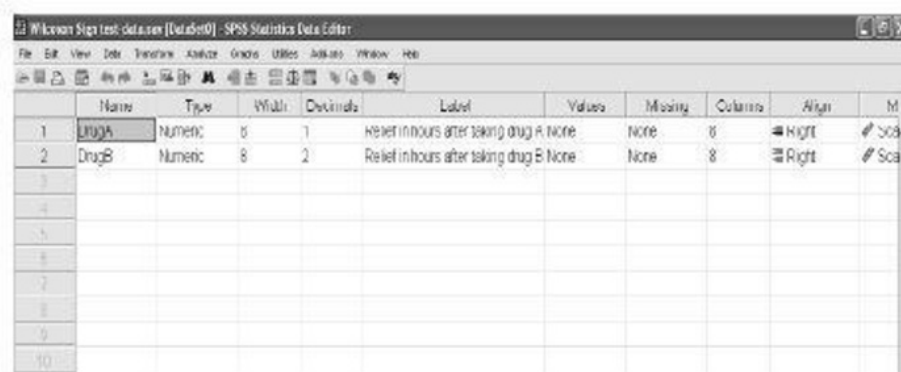 Wilcoxon Sign test-data.sav [DataSet0] - SPSS Statistics Data Editor
File Edit View Data Transform Analyze Graphs Utilities Add-ons Window Help
Name Type Width Decimals Label Values Missing Columns Align M
1 DrugA Numeric 8 1 Relief in hours after taking drug A None None 8 Right Sca
2 DrugB Numeric 8 2 Relief in hours after taking drug B None None 8 Right Sca
3
4
5
6
7
8
9
10